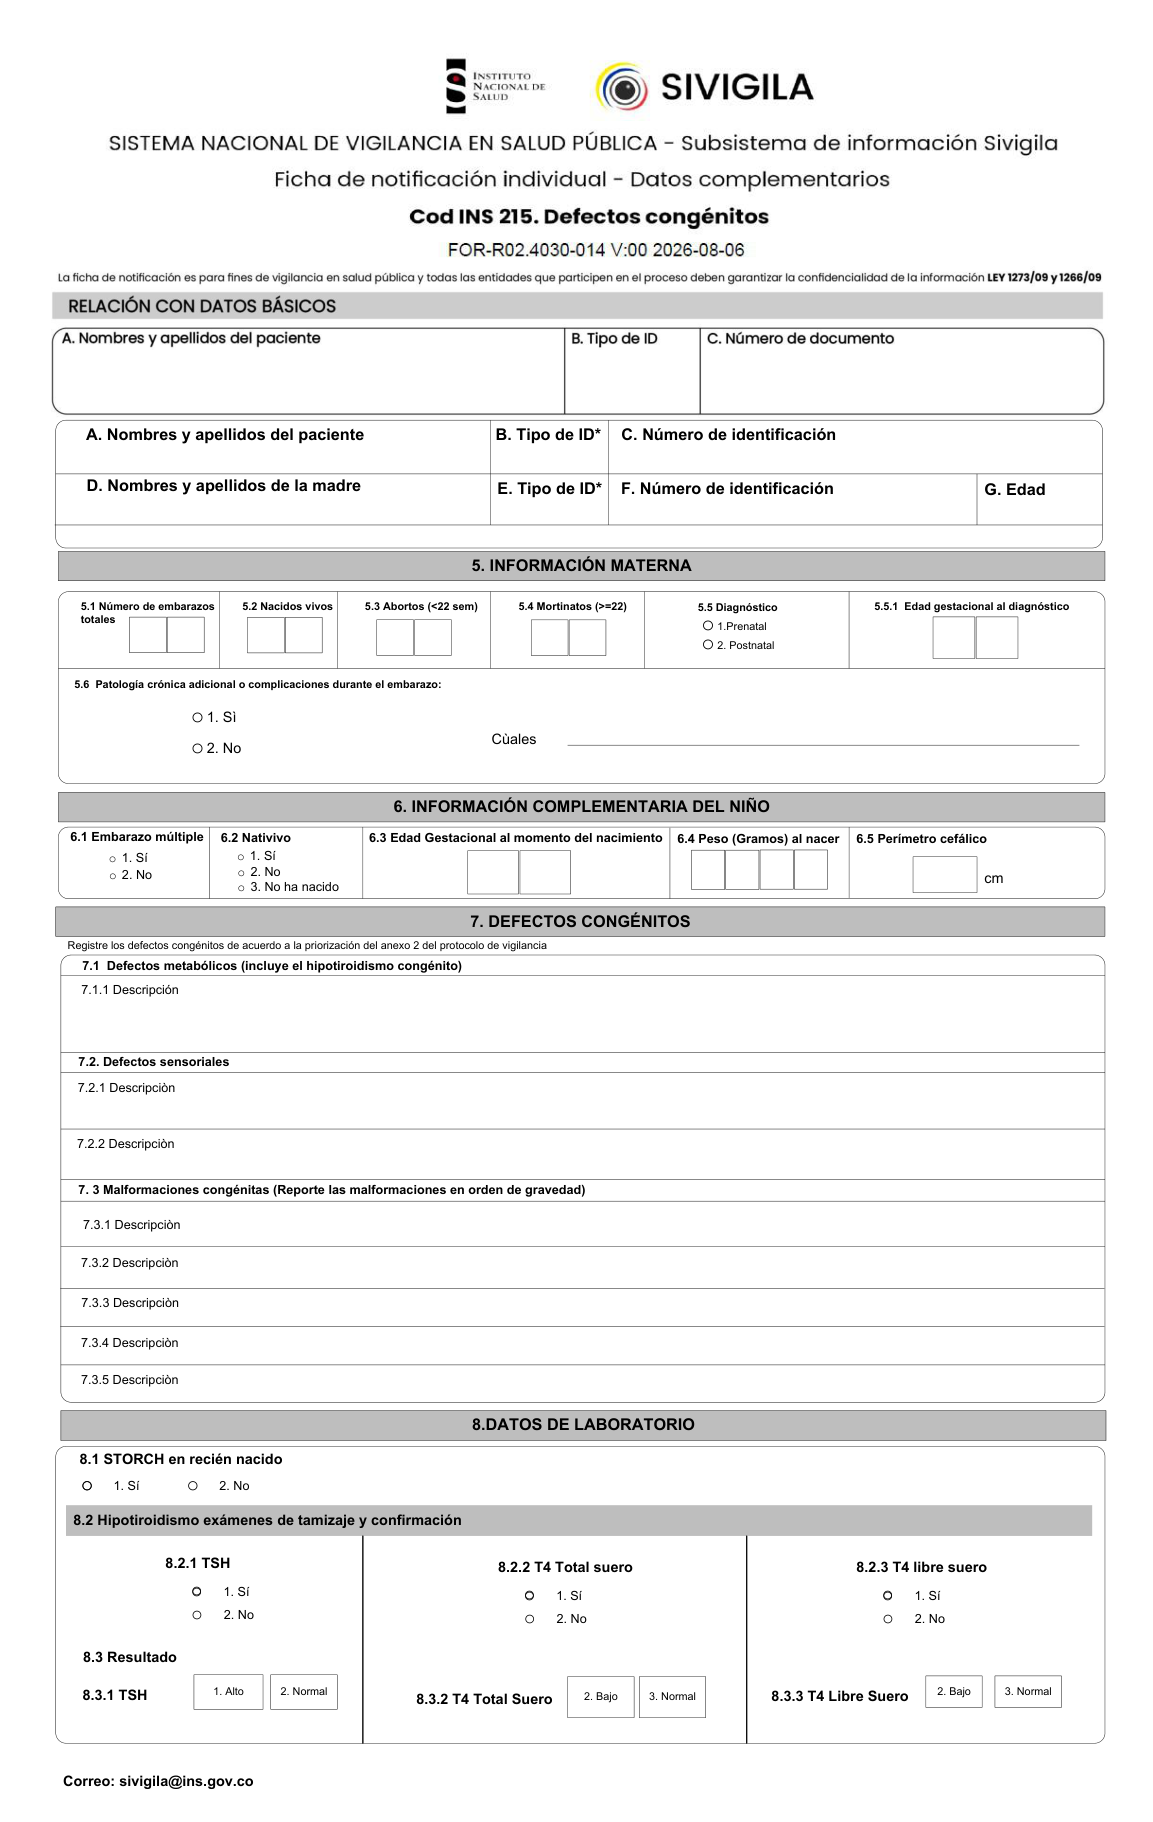 INSTITUTO
NACIONAL DE
SALUD
SIVIGILA
SISTEMA NACIONAL DE VIGILANCIA EN SALUD PÚBLICA - Subsistema de información Sivigila
Ficha de notificación individual - Datos complementarios
Cod INS 215. Defectos congénitos
FOR-R02.4030-014 V:00 2026-08-06
La ficha de notificación es para fines de vigilancia en salud pública y todas las entidades que participen en el proceso deben garantizar la confidencialidad de la información LEY 1273/09 y 1266/09
RELACIÓN CON DATOS BÁSICOS
A. Nombres y apellidos del paciente B. Tipo de ID C. Número de documento
A. Nombres y apellidos del paciente B. Tipo de ID* C. Número de identificación
D. Nombres y apellidos de la madre E. Tipo de ID* F. Número de identificación G. Edad
5. INFORMACIÓN MATERNA
5.1 Número de embarazos totales
5.2 Nacidos vivos
5.3 Abortos (<22 sem)
5.4 Mortinatos (>=22)
5.5 Diagnóstico
1.Prenatal
2. Postnatal
5.5.1 Edad gestacional al diagnóstico
5.6 Patología crónica adicional o complicaciones durante el embarazo:
1. Sì
2. No
Cùales
6. INFORMACIÓN COMPLEMENTARIA DEL NIÑO
6.1 Embarazo múltiple
1. Sí
2. No
6.2 Nativivo
1. Sí
2. No
3. No ha nacido
6.3 Edad Gestacional al momento del nacimiento
6.4 Peso (Gramos) al nacer
6.5 Perímetro cefálico
cm
7. DEFECTOS CONGÉNITOS
Registre los defectos congénitos de acuerdo a la priorización del anexo 2 del protocolo de vigilancia
7.1 Defectos metabólicos (incluye el hipotiroidismo congénito)
7.1.1 Descripción
7.2. Defectos sensoriales
7.2.1 Descripciòn
7.2.2 Descripciòn
7. 3 Malformaciones congénitas (Reporte las malformaciones en orden de gravedad)
7.3.1 Descripciòn
7.3.2 Descripciòn
7.3.3 Descripciòn
7.3.4 Descripciòn
7.3.5 Descripciòn
8.DATOS DE LABORATORIO
8.1 STORCH en recién nacido
1. Sí 2. No
8.2 Hipotiroidismo exámenes de tamizaje y confirmación
8.2.1 TSH
1. Sí
2. No
8.2.2 T4 Total suero
1. Sí
2. No
8.2.3 T4 libre suero
1. Sí
2. No
8.3 Resultado
8.3.1 TSH 1. Alto 2. Normal
8.3.2 T4 Total Suero 2. Bajo 3. Normal
8.3.3 T4 Libre Suero 2. Bajo 3. Normal
Correo: sivigila@ins.gov.co